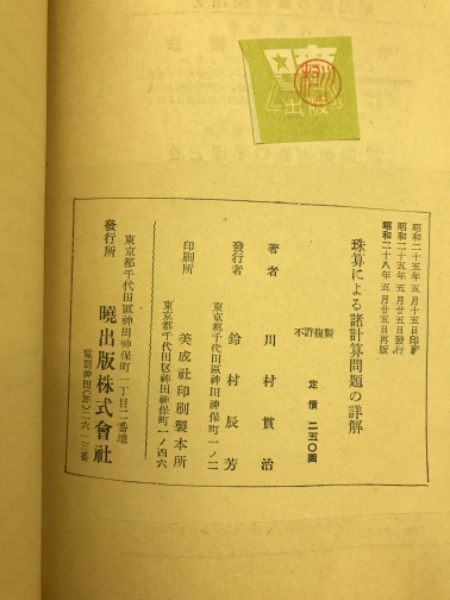 暁
出版
昭和二十五年五月十五日印刷
昭和二十五年五月廿五日發行
昭和二十八年五月廿五日再版
珠算による諸計算問題の詳解
不許複製
定價 二五〇圓
著者 川村貫治
東京都千代田區神田神保町一ノ二
發行者 鈴村辰芳
印刷所 美成社印刷製本所
東京都千代田区神田神保町一ノ四六
東京都千代田區神田神保町一丁目二番地
發行所 曉出版株式會社